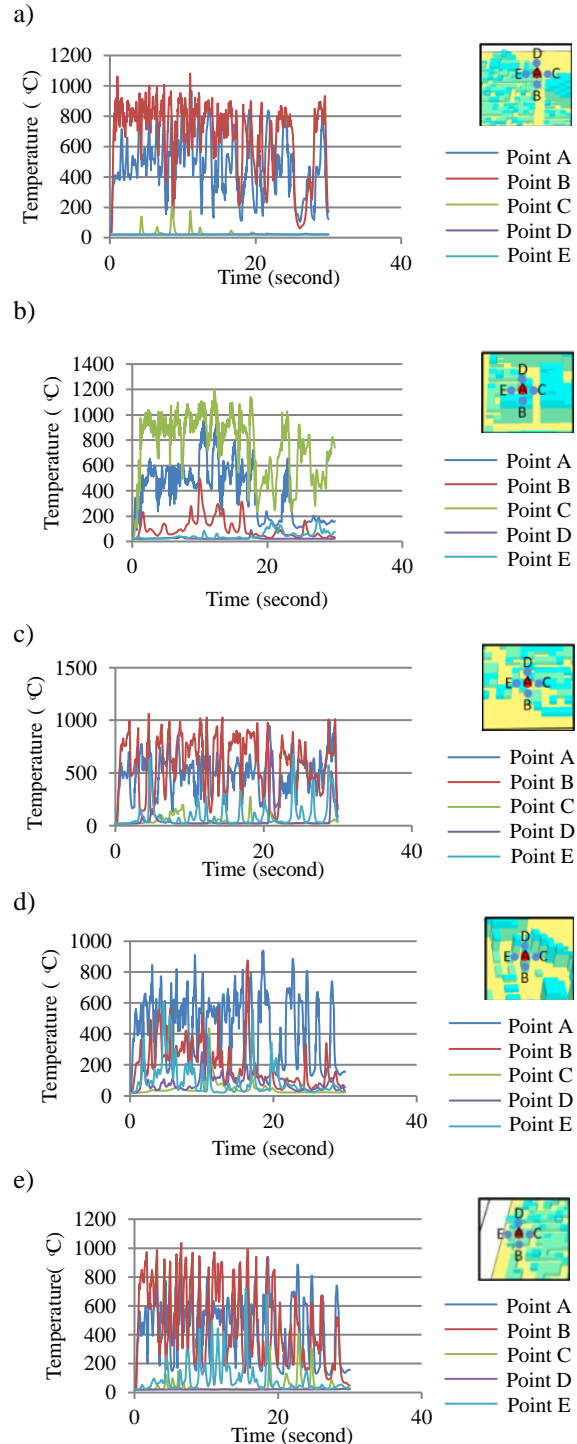 a)
Temperature ( °C)
1200
1000
800
600
400
200
0
0 20 40
Time (second)
D
E A C
B
Point A
Point B
Point C
Point D
Point E
b)
Temperature ( °C)
1400
1200
1000
800
600
400
200
0
0 20 40
Time (second)
D
E A C
B
Point A
Point B
Point C
Point D
Point E
c)
Temperature ( °C)
1500
1000
500
0
0 20 40
Time (second)
D
E A C
B
Point A
Point B
Point C
Point D
Point E
d)
Temperature ( °C)
1000
800
600
400
200
0
0 20 40
Time (second)
D
E A C
B
Point A
Point B
Point C
Point D
Point E
e)
Temperature( °C)
1200
1000
800
600
400
200
0
0 20 40
Time (second)
D
E A C
B
Point A
Point B
Point C
Point D
Point E